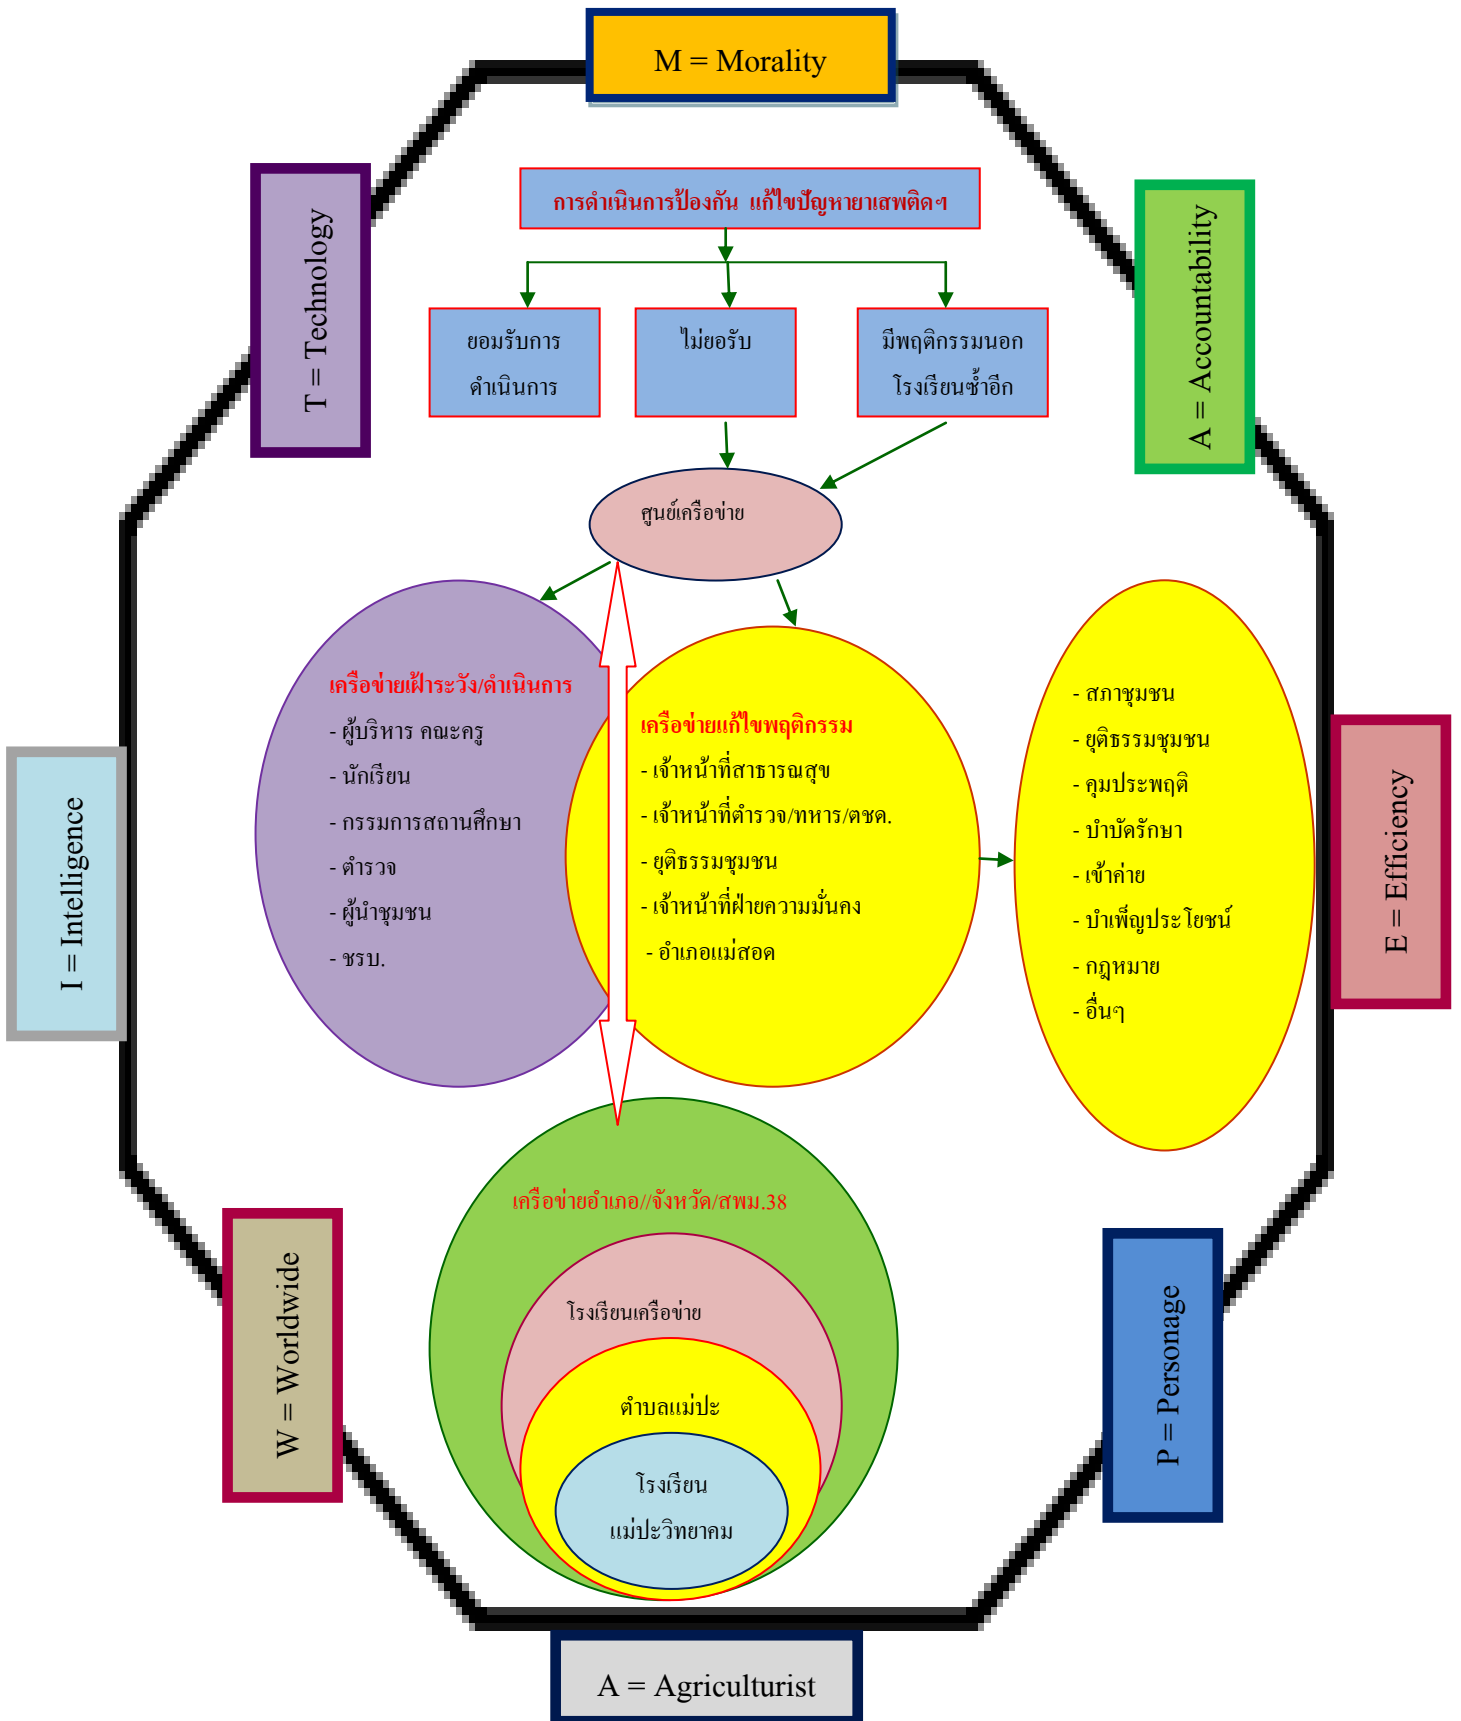 M = Morality
T = Technology
A = Accountability
การดำเนินการป้องกัน แก้ไขปัญหายาเสพติดฯ
ยอมรับการ
ดำเนินการ
ไม่ยอรับ
มีพฤติกรรมนอก
โรงเรียนซ้ำอีก
ศูนย์เครือข่าย
เครือข่ายเฝ้าระวัง/ดำเนินการ
- ผู้บริหาร คณะครู
- นักเรียน
- กรรมการสถานศึกษา
- ตำรวจ
- ผู้นำชุมชน
- ชรบ.
เครือข่ายแก้ไขพฤติกรรม
- เจ้าหน้าที่สาธารณสุข
- เจ้าหน้าที่ตำรวจ/ทหาร/ตชด.
- ยุติธรรมชุมชน
- เจ้าหน้าที่ฝ่ายความมั่นคง
- อำเภอแม่สอด
- สภาชุมชน
- ยุติธรรมชุมชน
- คุมประพฤติ
- บำบัดรักษา
- เข้าค่าย
- บำเพ็ญประโยชน์
- กฎหมาย
- อื่นๆ
I = Intelligence
E = Efficiency
เครือข่ายอำเภอ//จังหวัด/สพม.38
โรงเรียนเครือข่าย
ตำบลแม่ปะ
โรงเรียน
แม่ปะวิทยาคม
W = Worldwide
P = Personage
A = Agriculturist